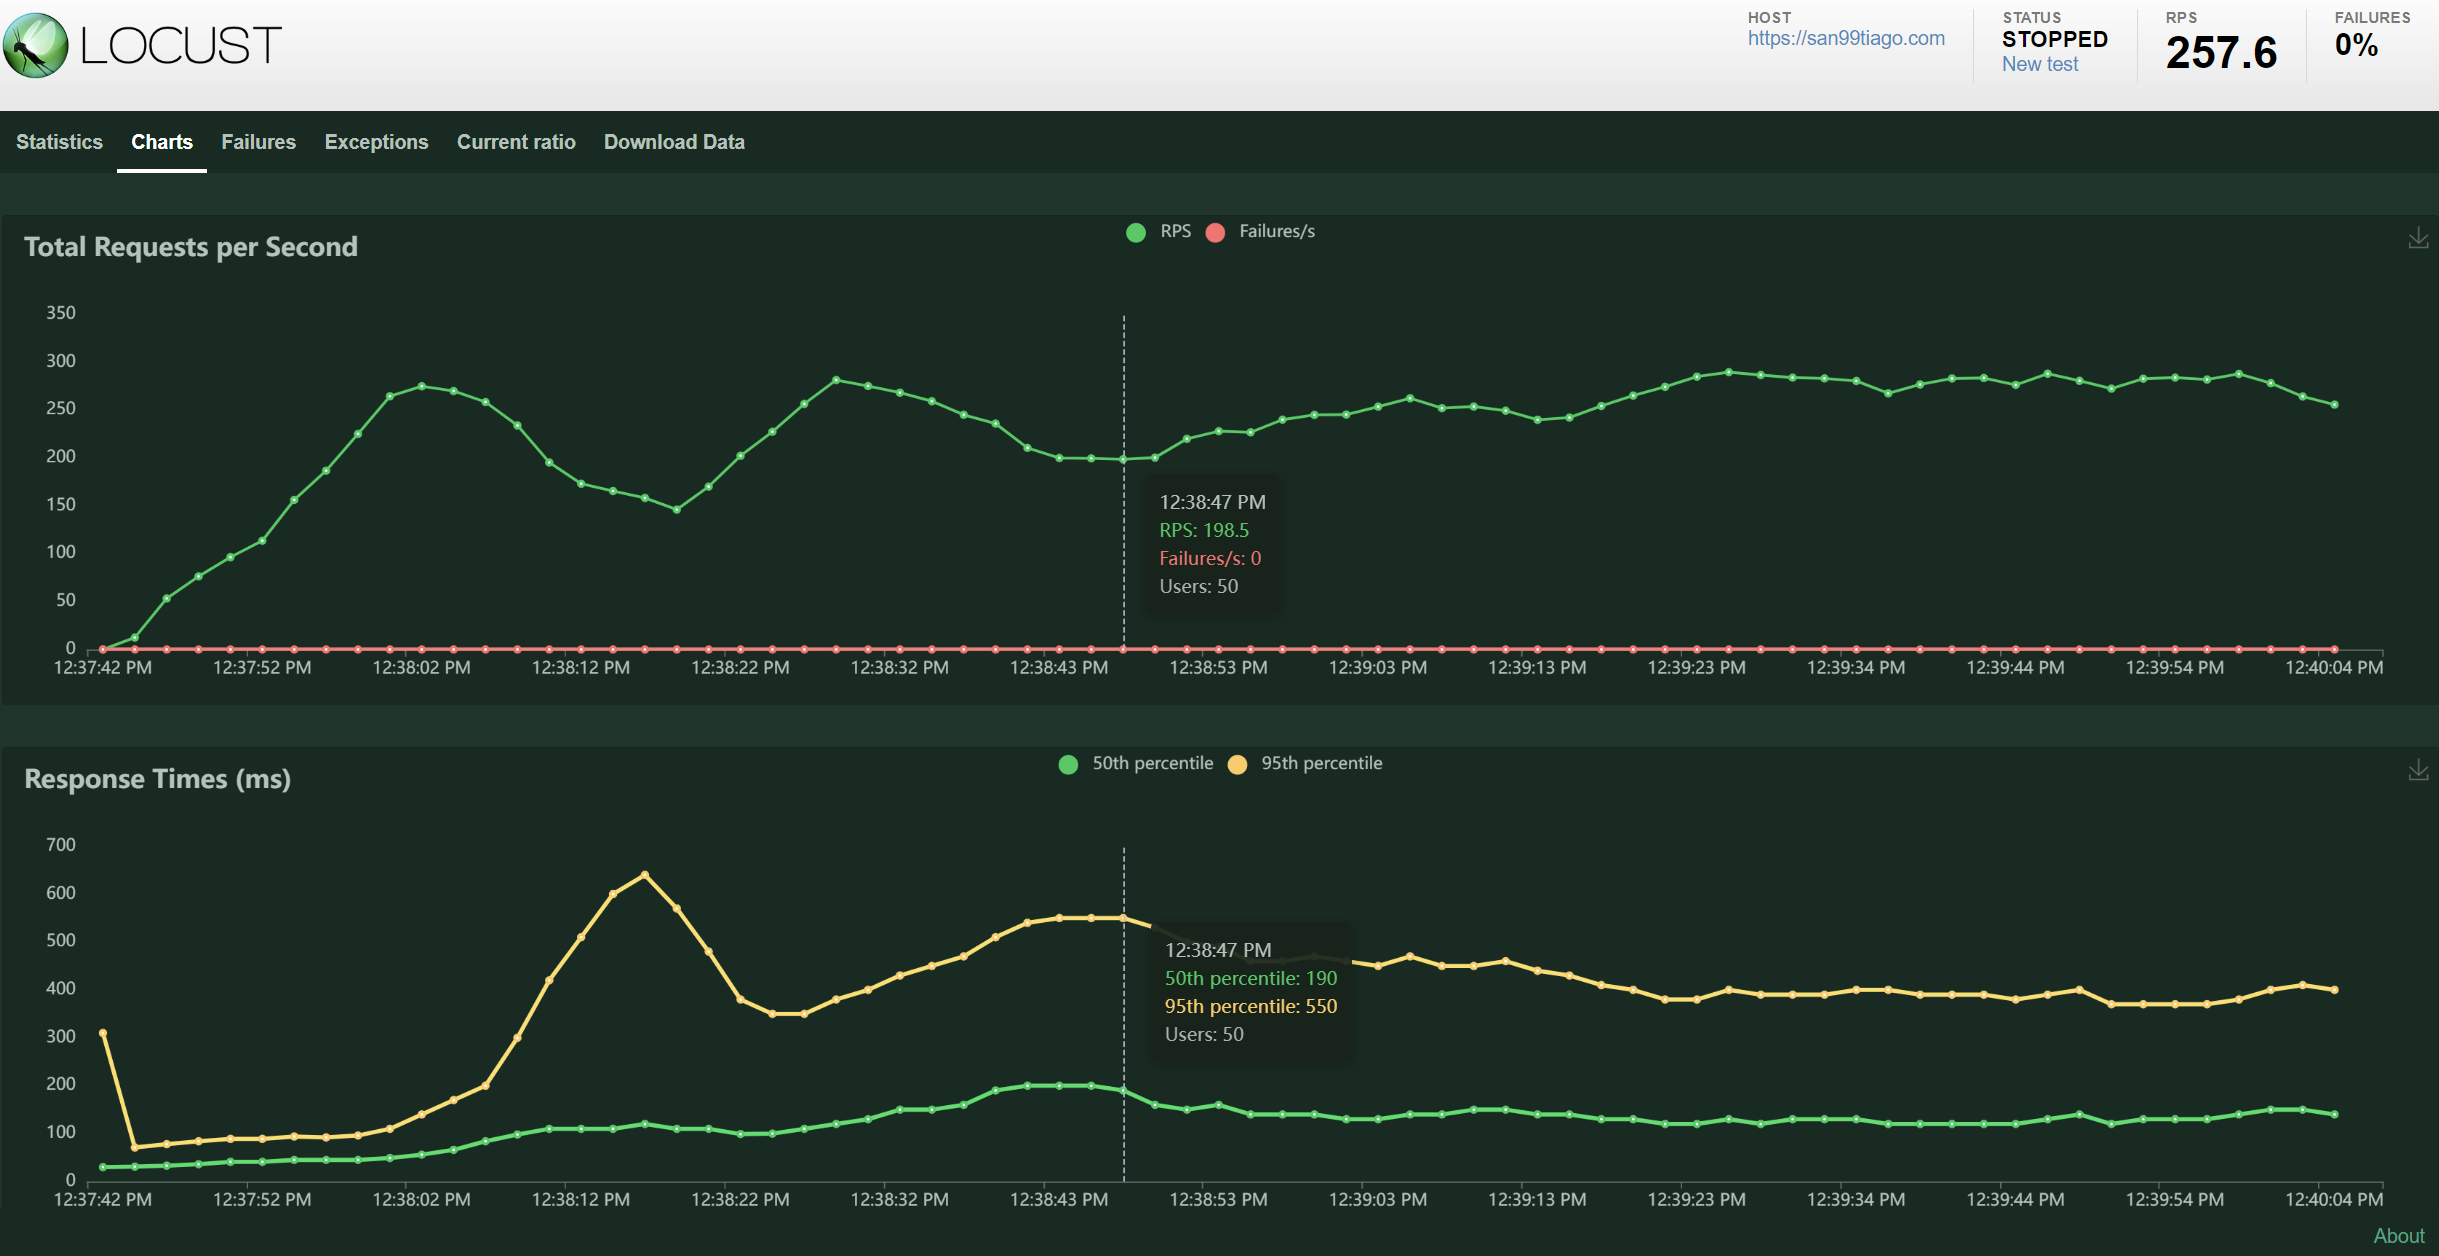 LOCUST
HOST
https://san99tiago.com
STATUS
STOPPED
New test
RPS
257.6
FAILURES
0%
Statistics Charts Failures Exceptions Current ratio Download Data
Total Requests per Second
RPS Failures/s
350
300
250
200
150
100
50
0
12:38:47 PM
RPS: 198.5
Failures/s: 0
Users: 50
12:37:42 PM 12:37:52 PM 12:38:02 PM 12:38:12 PM 12:38:22 PM 12:38:32 PM 12:38:43 PM 12:38:53 PM 12:39:03 PM 12:39:13 PM 12:39:23 PM 12:39:34 PM 12:39:44 PM 12:39:54 PM 12:40:04 PM
Response Times (ms)
50th percentile 95th percentile
700
600
500
400
300
200
100
0
12:38:47 PM
50th percentile: 190
95th percentile: 550
Users: 50
12:37:42 PM 12:37:52 PM 12:38:02 PM 12:38:12 PM 12:38:22 PM 12:38:32 PM 12:38:43 PM 12:38:53 PM 12:39:03 PM 12:39:13 PM 12:39:23 PM 12:39:34 PM 12:39:44 PM 12:39:54 PM 12:40:04 PM
About